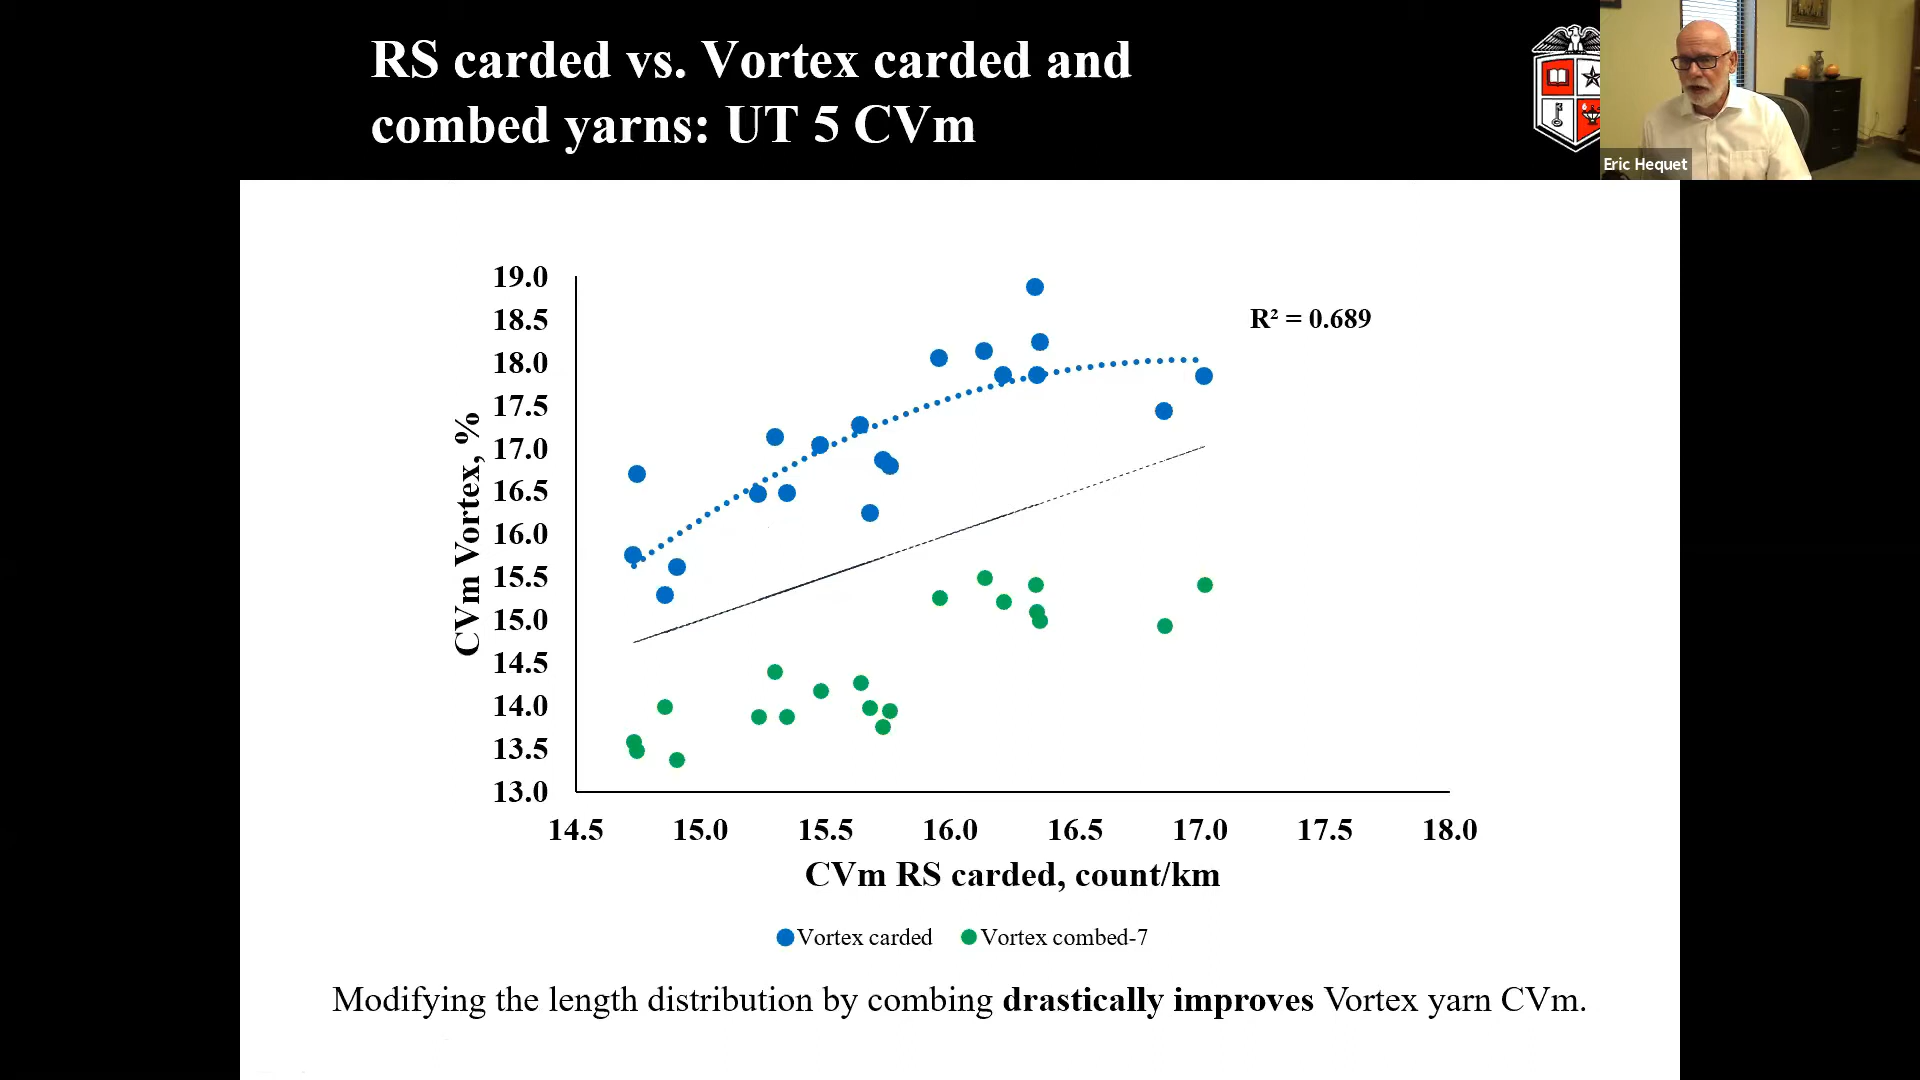 RS carded vs. Vortex carded and
combed yarns: UT 5 CVm
Eric Hequet
19.0
18.5
18.0
17.5
17.0
16.5
16.0
15.5
15.0
14.5
14.0
13.5
13.0
CVm Vortex, %
R² = 0.689
14.5 15.0 15.5 16.0 16.5 17.0 17.5 18.0
CVm RS carded, count/km
Vortex carded Vortex combed-7
Modifying the length distribution by combing drastically improves Vortex yarn CVm.